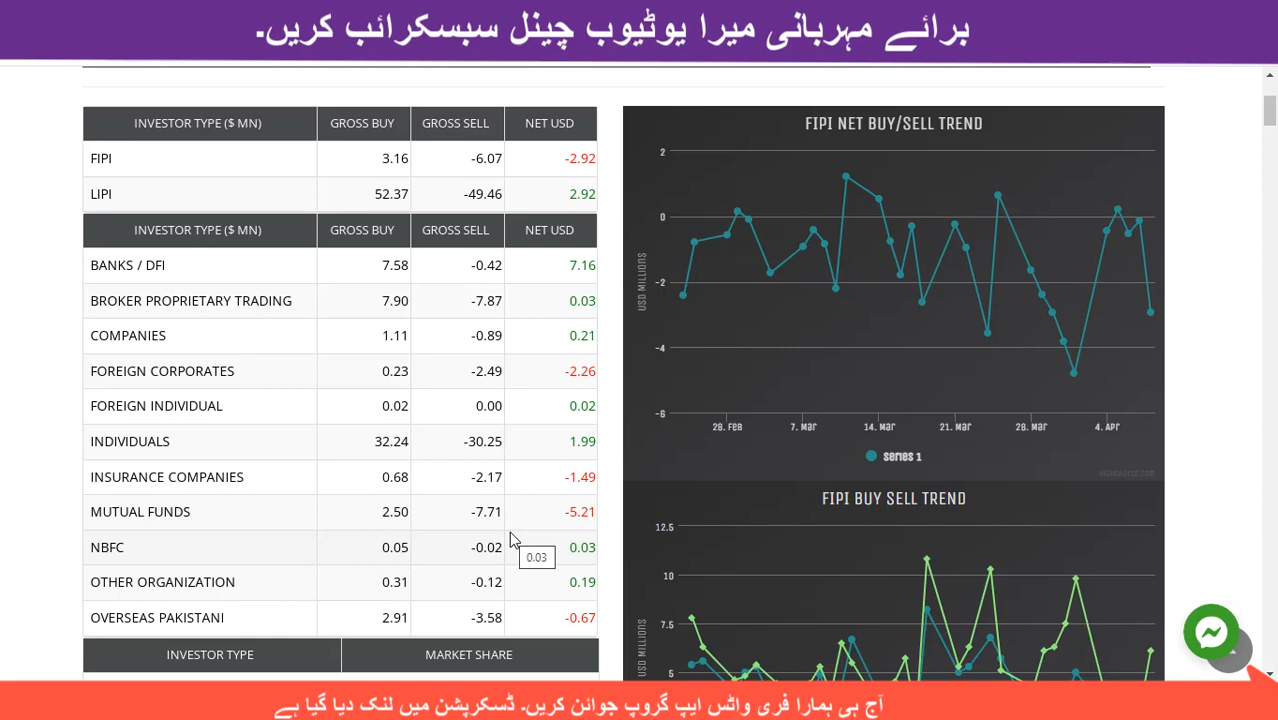 برائے مہربانی میرا یوٹیوب چینل سبسکرائب کریں۔
INVESTOR TYPE ($ MN) GROSS BUY GROSS SELL NET USD
FIPI 3.16 -6.07 -2.92
LIPI 52.37 -49.46 2.92
INVESTOR TYPE ($ MN) GROSS BUY GROSS SELL NET USD
BANKS / DFI 7.58 -0.42 7.16
BROKER PROPRIETARY TRADING 7.90 -7.87 0.03
COMPANIES 1.11 -0.89 0.21
FOREIGN CORPORATES 0.23 -2.49 -2.26
FOREIGN INDIVIDUAL 0.02 0.00 0.02
INDIVIDUALS 32.24 -30.25 1.99
INSURANCE COMPANIES 0.68 -2.17 -1.49
MUTUAL FUNDS 2.50 -7.71 -5.21
NBFC 0.05 -0.02 0.03
0.03
OTHER ORGANIZATION 0.31 -0.12 0.19
OVERSEAS PAKISTANI 2.91 -3.58 -0.67
INVESTOR TYPE MARKET SHARE
FIPI NET BUY/SELL TREND
2
0
-2
-4
-6
USD MILLIONS
28. Feb 7. Mar 14. Mar 21. Mar 28. Mar 4. Apr
Series 1
FIPI BUY SELL TREND
12.5
10
7.5
5
USD MILLIONS
آج ہی ہمارا فری واٹس ایپ گروپ جوائن کریں۔ ڈسکرپشن میں لنک دیا گیا ہے